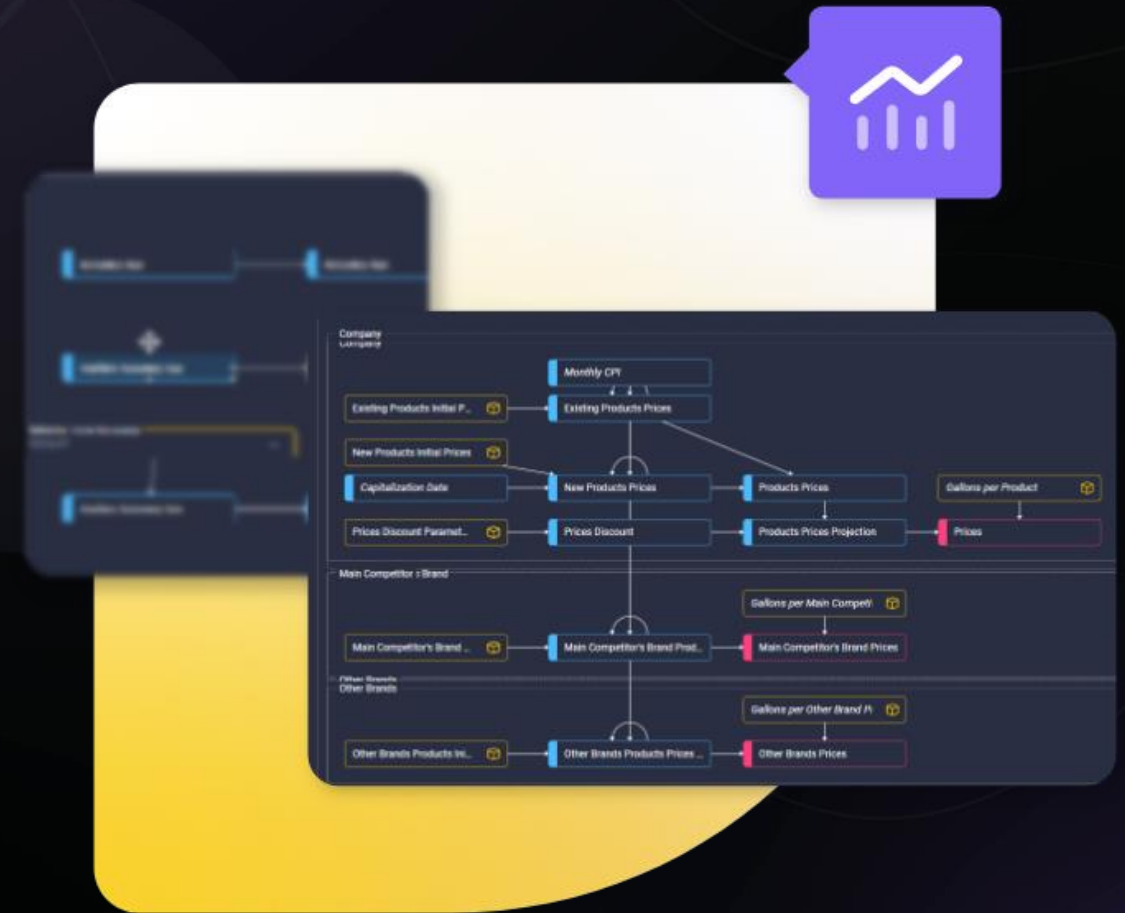 Company
Company
Monthly CPI
Existing Products Initial P...
Existing Products Prices
New Products Initial Prices
Capitalization Date
New Products Prices
Products Prices
Gallons per Product
Prices Discount Paramet...
Prices Discount
Products Prices Projection
Prices
Main Competitor s Brand
Gallons per Main Competi
Main Competitor's Brand ...
Main Competitor's Brand Prod...
Main Competitor's Brand Prices
Other Brands
Other Brands
Gallons per Other Brand
Other Brands Products Ini...
Other Brands Products Prices ...
Other Brands Prices